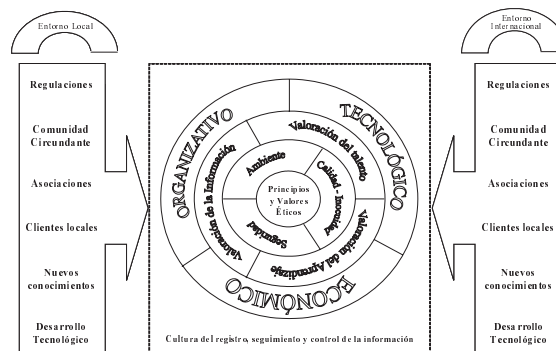 Entorno Local
Regulaciones
Comunidad
Circundante
Asociaciones
Clientes locales
Nuevos
conocimientos
Desarrollo
Tecnológico
ORGANIZATIVO
TECNOLÓGICO
ECONÓMICO
Valoración de la Información
Valoración del talento
Valoración del Aprendizaje
Ambiente
Calidad - Inocuidad
Seguridad
Principios
y Valores
Éticos
Cultura del registro, seguimiento y control de la información
Entorno
Internacional
Regulaciones
Comunidad
Circundante
Asociaciones
Clientes locales
Nuevos
conocimientos
Desarrollo
Tecnológico